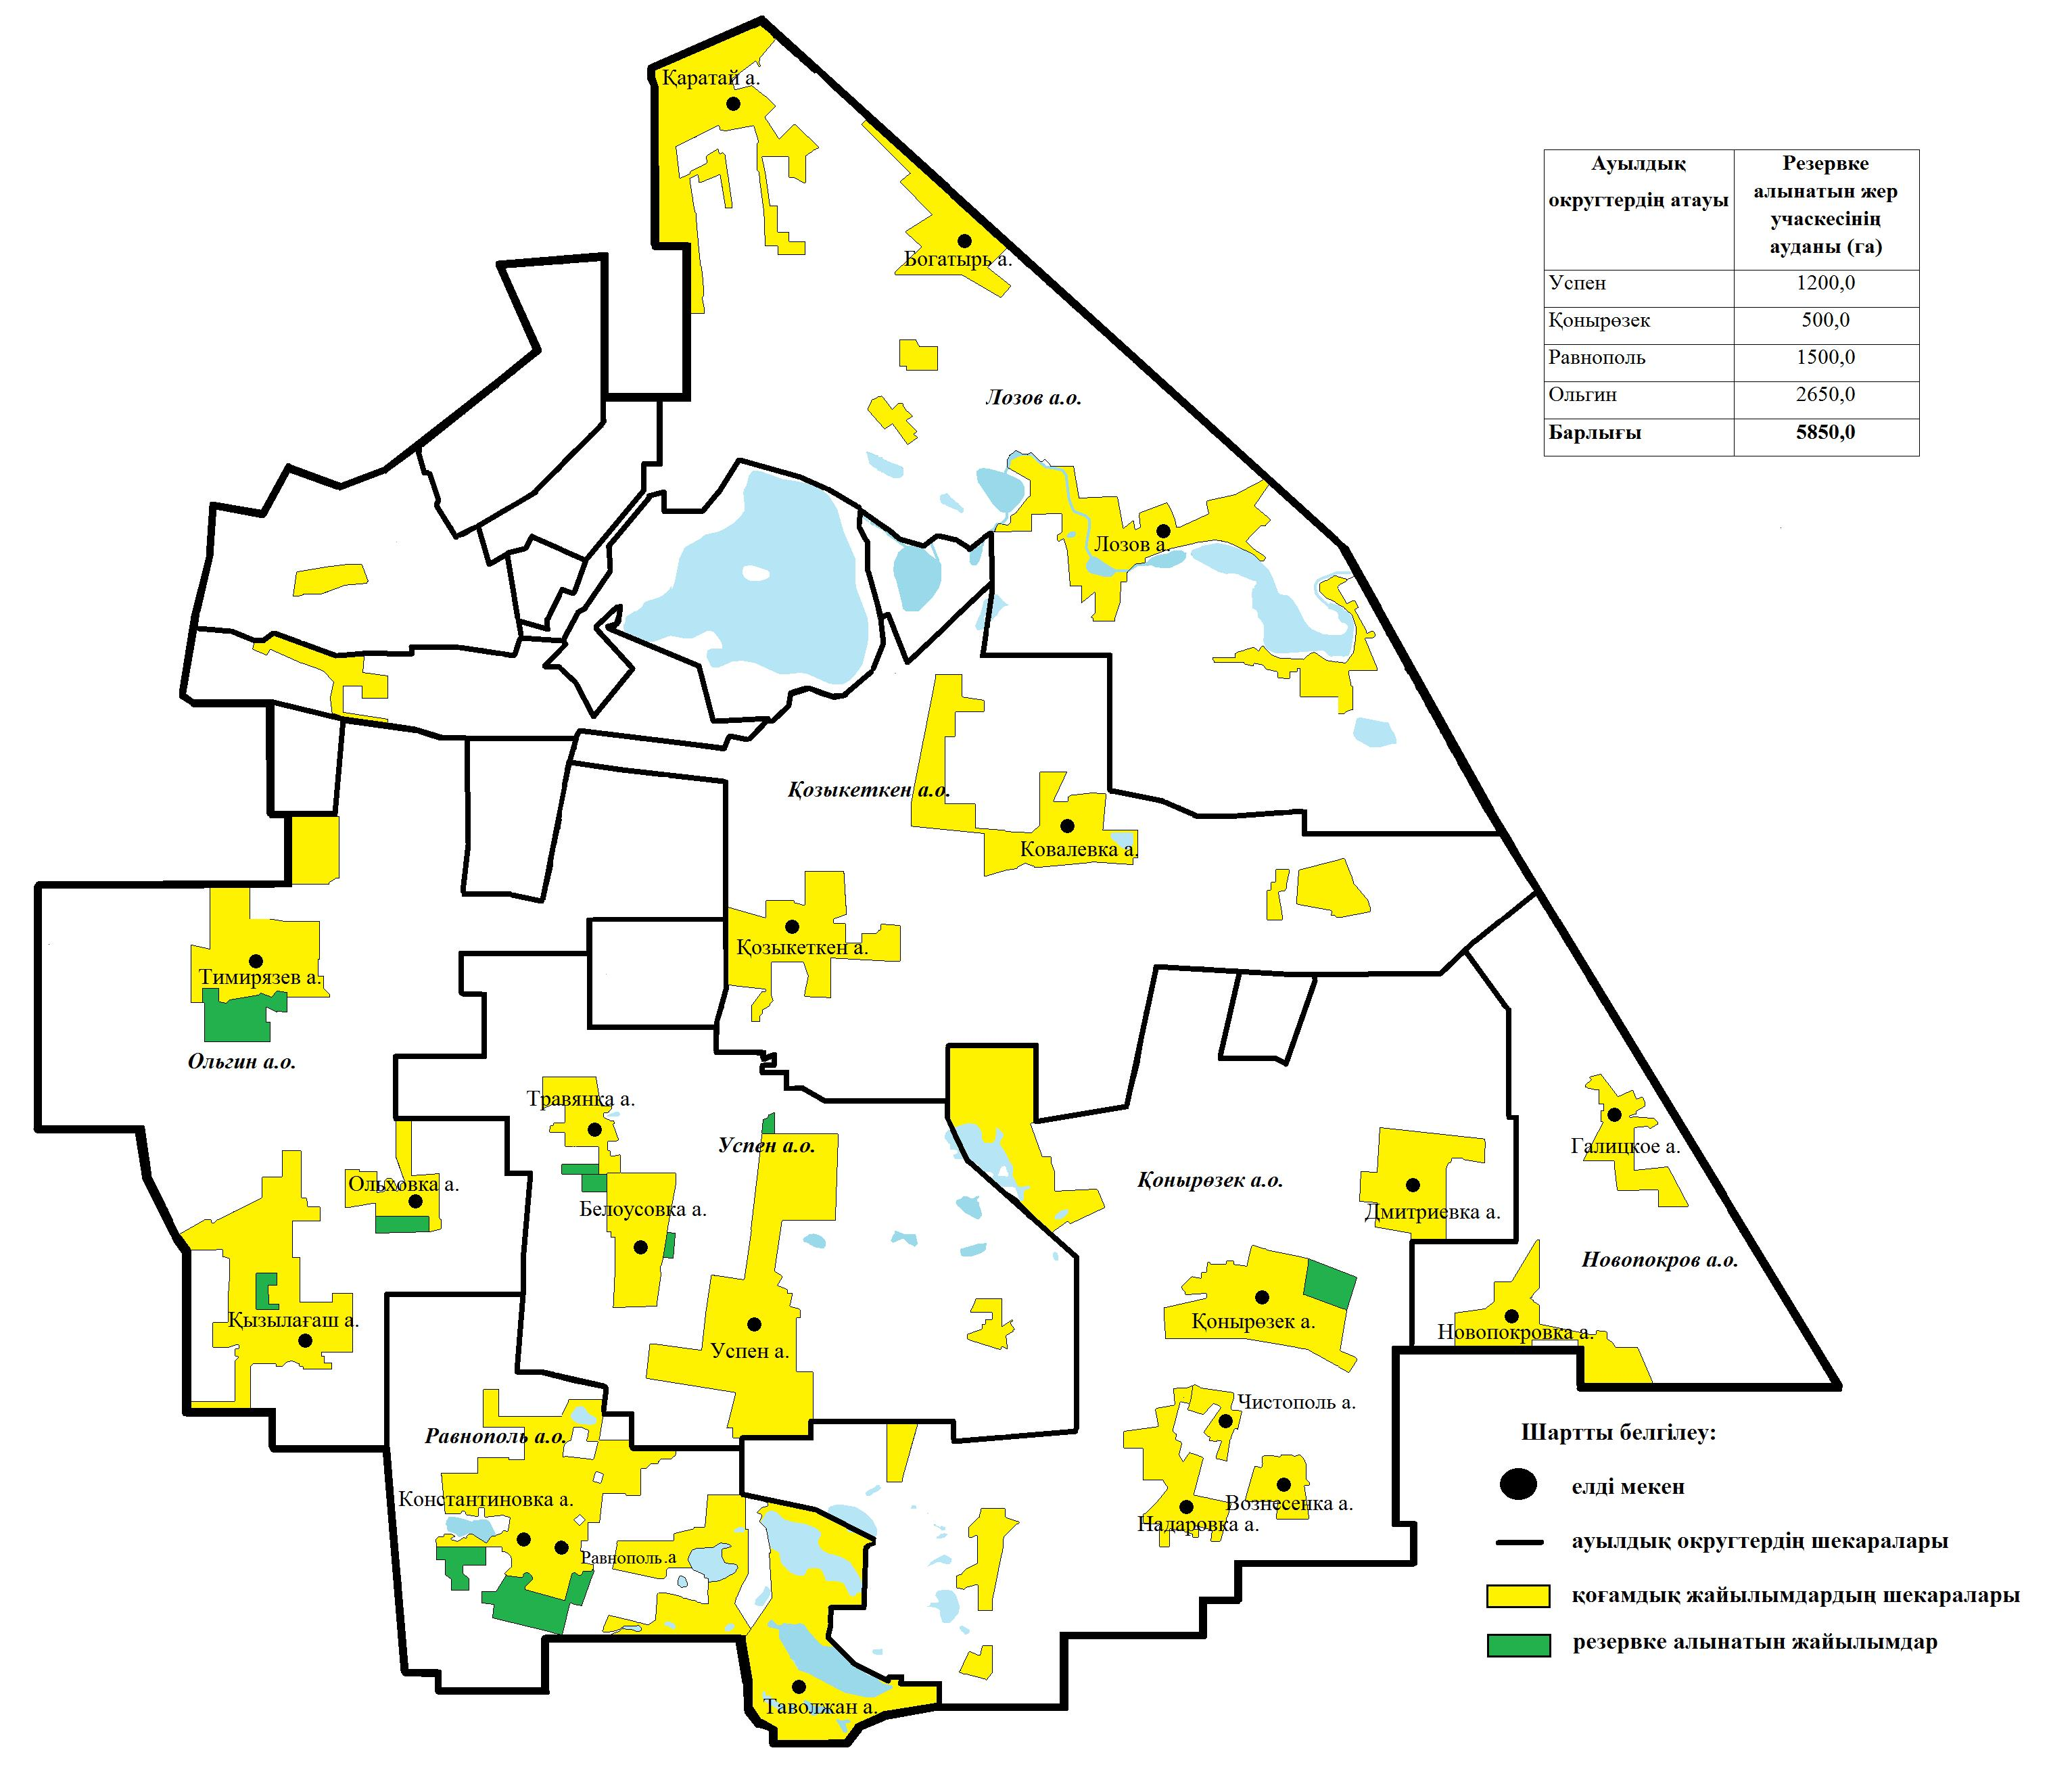 Қаратай а.
Богатырь а.
Ауылдық
округтердің атауы
Резервке
алынатын жер
учаскесінің
ауданы (га)
Успен 1200,0
Қонырөзек 500,0
Равнополь 1500,0
Ольгин 2650,0
Барлығы 5850,0
Лозов а.о.
Лозов а.
Қозыкеткен а.о.
Ковалевка а.
Қозыкеткен а.
Тимирязев а.
Ольгин а.о.
Травянка а.
Успен а.о.
Галицкое а.
Ольховка а.
Қонырөзек а.о.
Белоусовка а.
Дмитриевка а.
Новопокров а.о.
Қызылағаш а.
Қонырөзек а.
Новопокровка а.
Успен а.
Чистополь а.
Равнополь а.о.
Константиновка а.
Вознесенка а.
Надаровка а.
Равнополь.а
Таволжан а.
Шартты белгілеу:
елді мекен
ауылдық округтердің шекаралары
қоғамдық жайылымдардың шекаралары
резервке алынатын жайылымдар